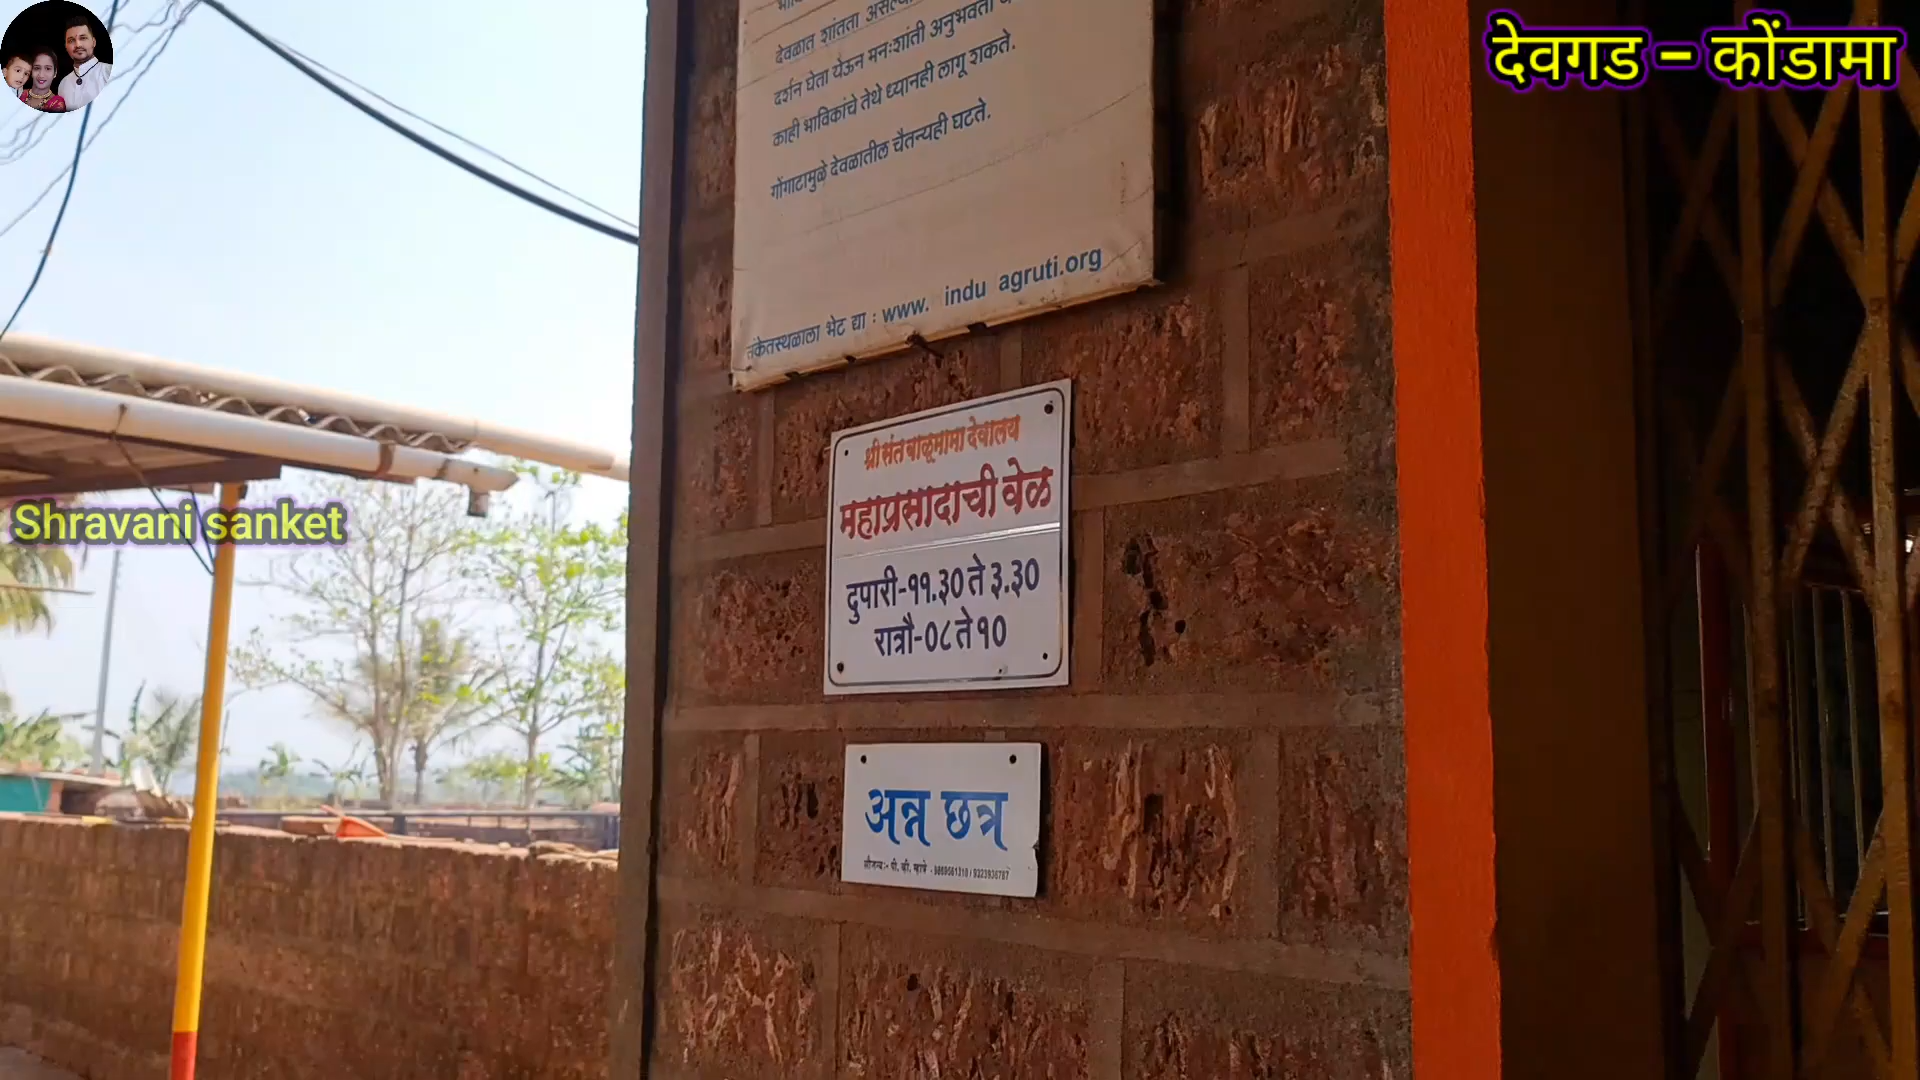 देवगड - कोंडामा
देवळात शांतता
दर्शन घेता येऊन मनःशांती अनुभवता
काही भाविकांचे तेथे ध्यानही लागू शकते.
गोंगाटामुळे देवळातील चैतन्यही घटते.
संकेतस्थळाला भेट द्या : www. indu agruti.org
श्री संत बाळूमामा देवालय
महाप्रसादाची वेळ
दुपारी-११.३० ते ३.३०
रात्रौ-०८ ते १०
Shravani sanket
अन्न छत्र
सौजन्य:- पी. व्ही.